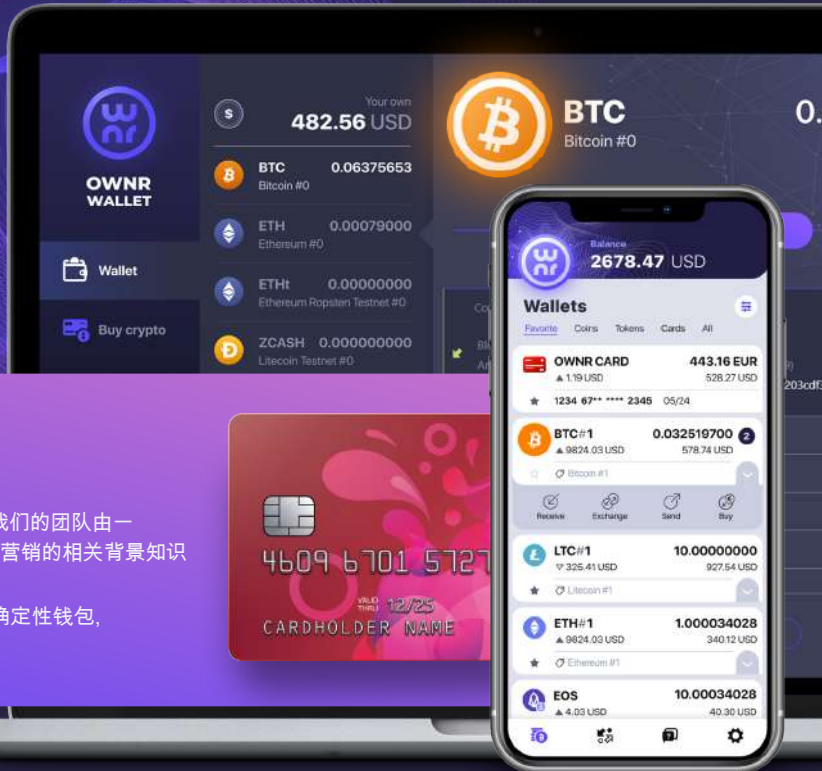 wnr
OWNR
WALLET
Wallet
Buy crypto
Your own
482.56 USD
BTC 0.06375653
Bitcoin #0
ETH 0.00079000
Ethereum #0
ETHt 0.00000000
Ethereum Ropsten Testnet #0
ZCASH 0.000000000
Litecoin Testnet #0
BTC
Bitcoin #0
0.
203cdf3
我们的团队由一
营销的相关背景知识
确定性钱包,
4609 6701 5727
VALID
THRU 12/25
CARDHOLDER NAME
wnr
Balance
2678.47 USD
Wallets
Favorite Coins Tokens Cards All
OWNR CARD 443.16 EUR
▲ 1.19 USD 528.27 USD
★ 1234 67** **** 2345 05/24
BTC#1 0.032519700 2
▲ 9824.03 USD 578.74 USD
Bitcoin #1
Receive Exchange Send Buy
LTC#1 10.00000000
▽ 325.41 USD 927.54 USD
★ Litecoin #1
ETH#1 1.000034028
▲ 9824.03 USD 340.12 USD
★ Ethereum #1
EOS 10.00034028
▲ 4.03 USD 40.30 USD